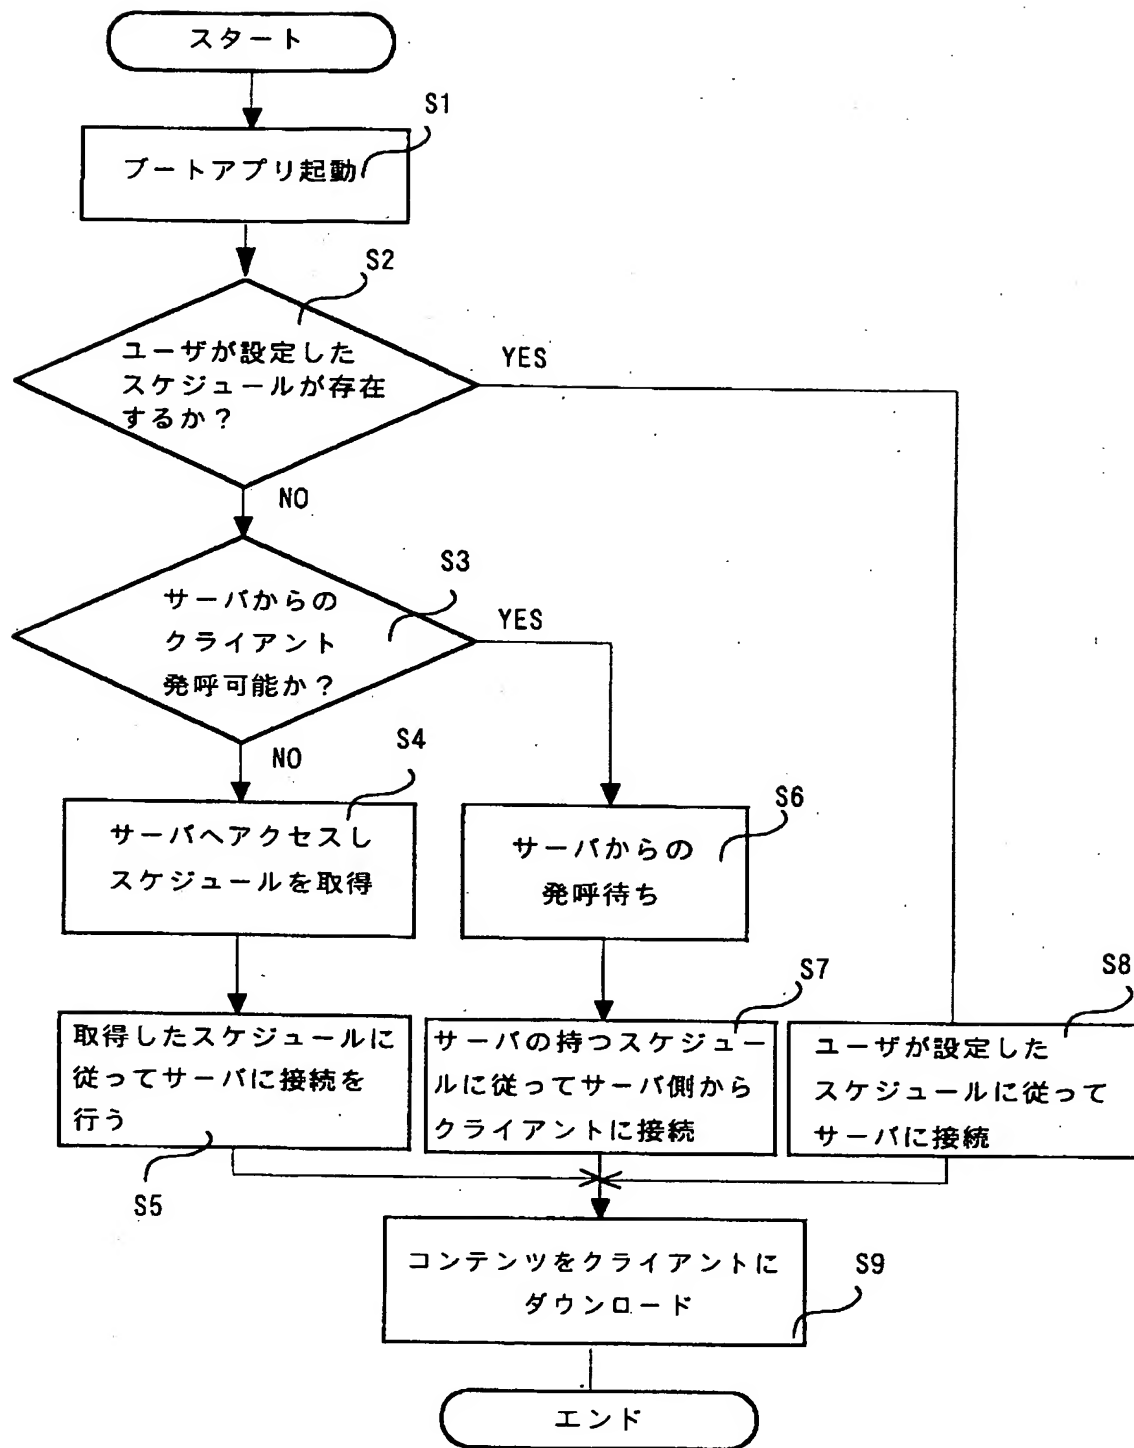 スタート
S1
ブートアプリ起動
S2
ユーザが設定した
スケジュールが存在
するか?
YES
NO
S3
サーバからの
クライアント
発呼可能か?
YES
NO
S4
サーバへアクセスし
スケジュールを取得
S6
サーバからの
発呼待ち
取得したスケジュールに
従ってサーバに接続を
行う
S5
S7
サーバの持つスケジュー
ルに従ってサーバ側から
クライアントに接続
S8
ユーザが設定した
スケジュールに従って
サーバに接続
コンテンツをクライアントに
ダウンロード
S9
エンド